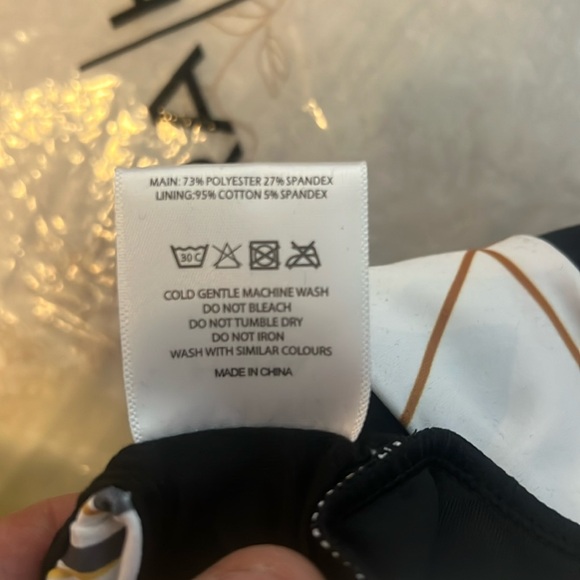 MAIN: 73% POLYESTER 27% SPANDEX
LINING:95% COTTON 5% SPANDEX
30 C
COLD GENTLE MACHINE WASH
DO NOT BLEACH
DO NOT TUMBLE DRY
DO NOT IRON
WASH WITH SIMILAR COLOURS
MADE IN CHINA